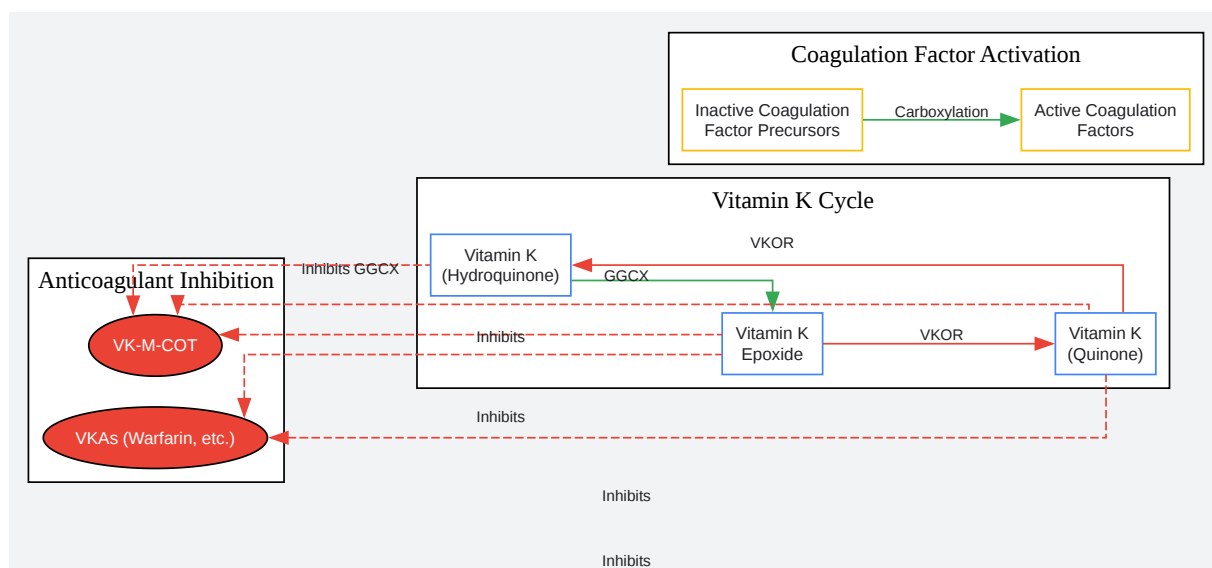 Coagulation Factor Activation
Inactive Coagulation
Factor Precursors
Carboxylation
Active Coagulation
Factors
Vitamin K Cycle
Vitamin K
(Hydroquinone)
VKOR
GGCX
Vitamin K
Epoxide
VKOR
Vitamin K
(Quinone)
Anticoagulant Inhibition
Inhibits GGCX
VK-M-COT
Inhibits
VKAs (Warfarin, etc.)
Inhibits
Inhibits
Inhibits